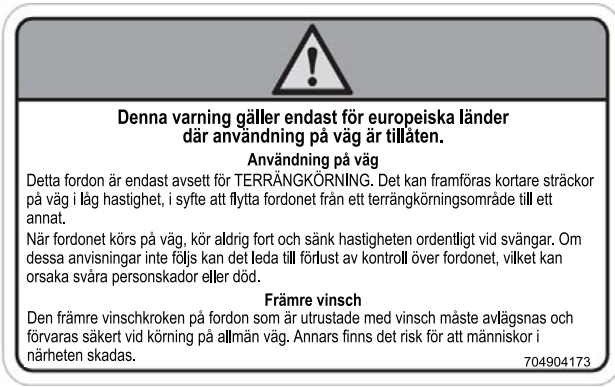 Denna varning gäller endast för europeiska länder
där användning på väg är tillåten.
Användning på väg
Detta fordon är endast avsett för TERRÄNGKÖRNING. Det kan framföras kortare sträckor
på väg i låg hastighet, i syfte att flytta fordonet från ett terrängkörningsområde till ett
annat.
När fordonet körs på väg, kör aldrig fort och sänk hastigheten ordentligt vid svängar. Om
dessa anvisningar inte följs kan det leda till förlust av kontroll över fordonet, vilket kan
orsaka svåra personskador eller död.
Främre vinsch
Den främre vinschkroken på fordon som är utrustade med vinsch måste avlägsnas och
förvaras säkert vid körning på allmän väg. Annars finns det risk för att människor i
närheten skadas.
704904173